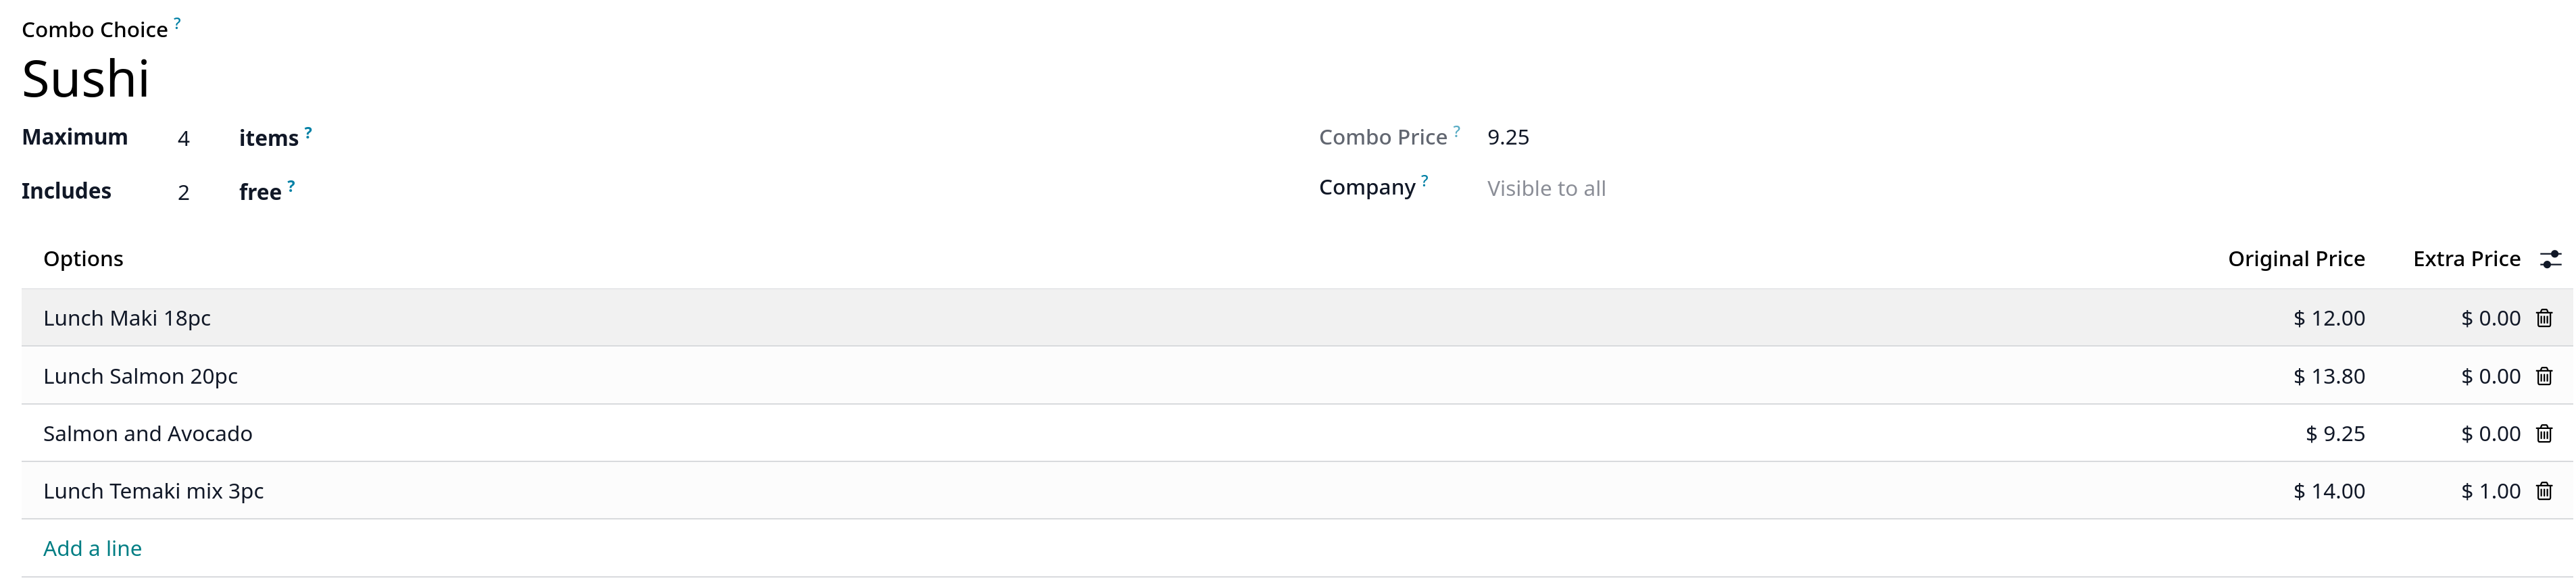 Combo Choice ?
Sushi
Maximum 4 items ?
Combo Price ? 9.25
Includes 2 free ?
Company ? Visible to all
Options Original Price Extra Price
Lunch Maki 18pc $ 12.00 $ 0.00
Lunch Salmon 20pc $ 13.80 $ 0.00
Salmon and Avocado $ 9.25 $ 0.00
Lunch Temaki mix 3pc $ 14.00 $ 1.00
Add a line